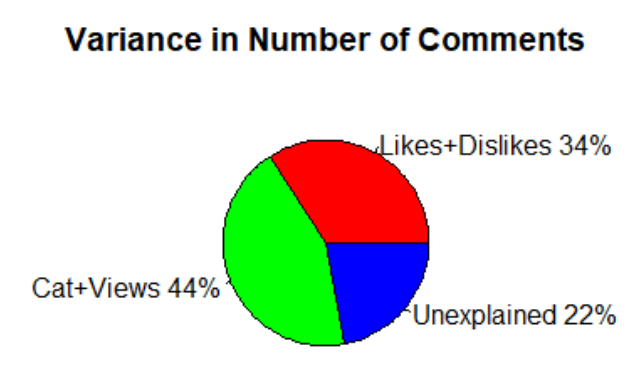 Variance in Number of Comments
Likes+Dislikes 34%
Cat+Views 44%
Unexplained 22%